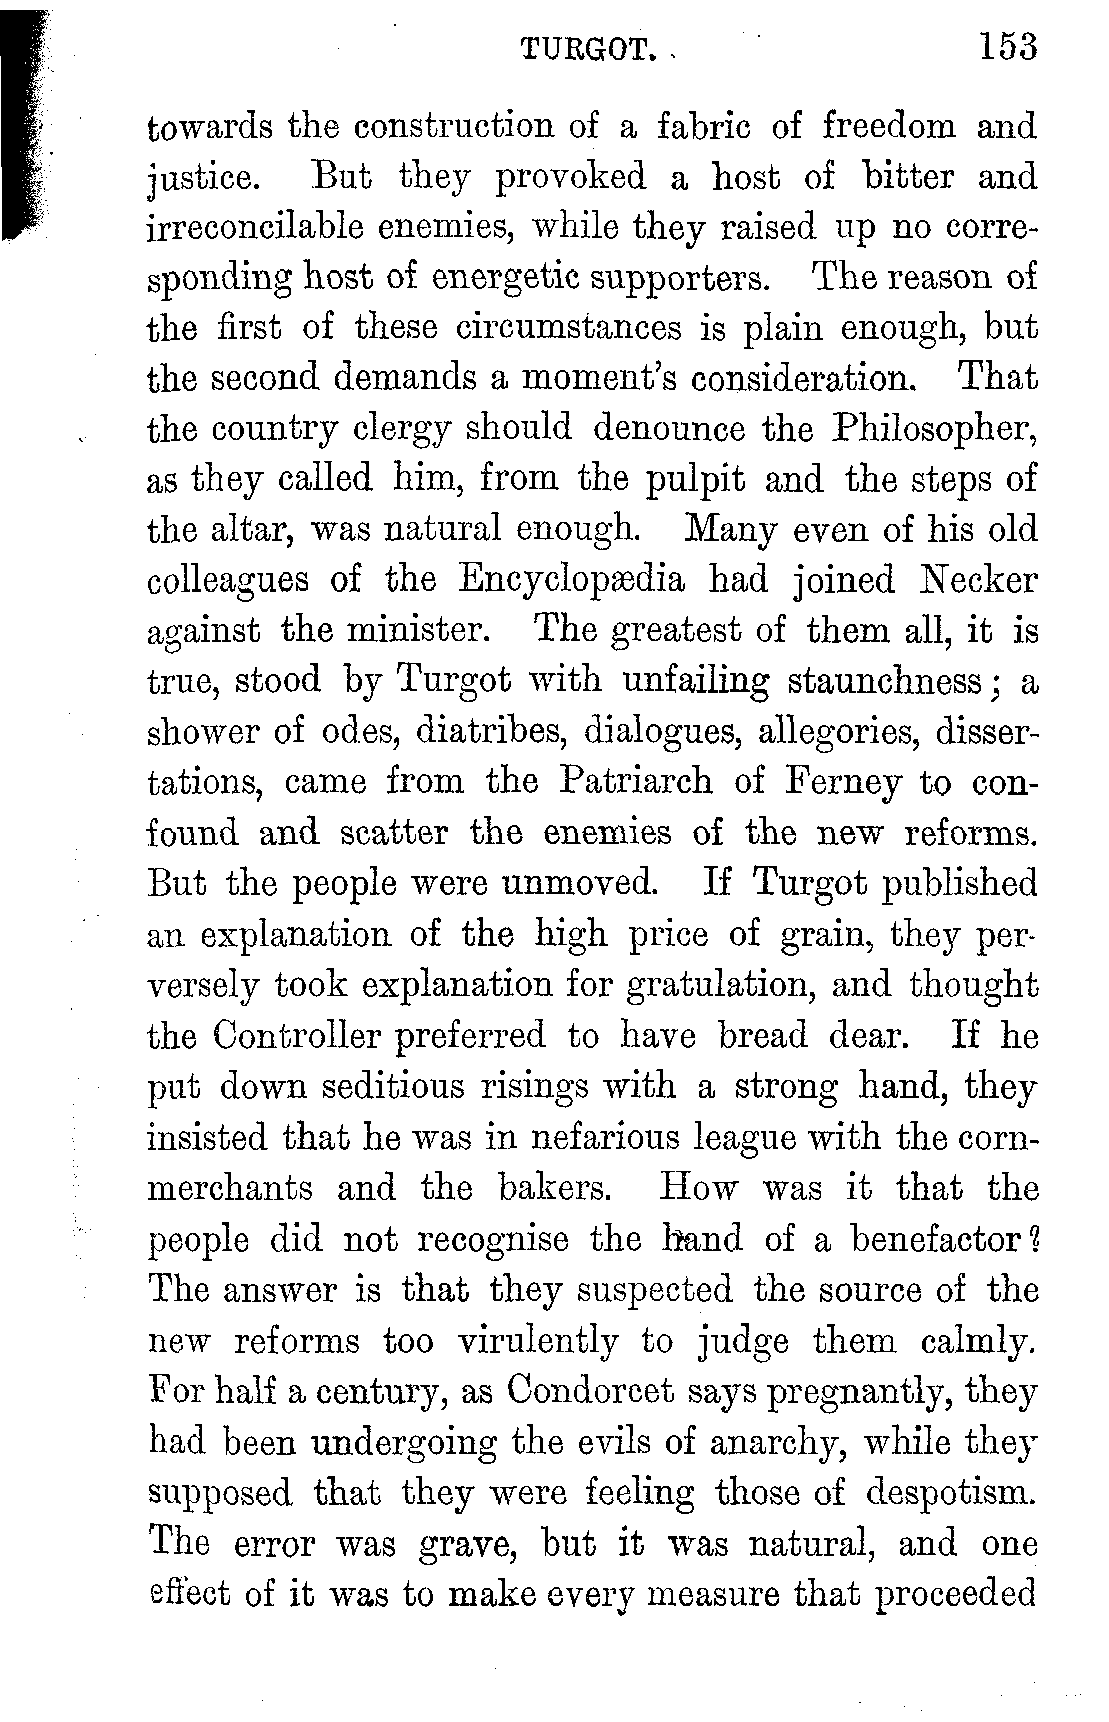 TURGOT. 153
towards the construction of a fabric of freedom and
justice. But they provoked a host of bitter and
irreconcilable enemies, while they raised up no corre-
sponding host of energetic supporters. The reason of
the first of these circumstances is plain enough, but
the second demands a moment's consideration. That
the country clergy should denounce the Philosopher,
as they called him, from the pulpit and the steps of
the altar, was natural enough. Many even of his old
colleagues of the Encyclopædia had joined Necker
against the minister. The greatest of them all, it is
true, stood by Turgot with unfailing staunchness; a
shower of odes, diatribes, dialogues, allegories, disser-
tations, came from the Patriarch of Ferney to con-
found and scatter the enemies of the new reforms.
But the people were unmoved. If Turgot published
an explanation of the high price of grain, they per-
versely took explanation for gratulation, and thought
the Controller preferred to have bread dear. If he
put down seditious risings with a strong hand, they
insisted that he was in nefarious league with the corn-
merchants and the bakers. How was it that the
people did not recognise the hand of a benefactor?
The answer is that they suspected the source of the
new reforms too virulently to judge them calmly.
For half a century, as Condorcet says pregnantly, they
had been undergoing the evils of anarchy, while they
supposed that they were feeling those of despotism.
The error was grave, but it was natural, and one
effect of it was to make every measure that proceeded